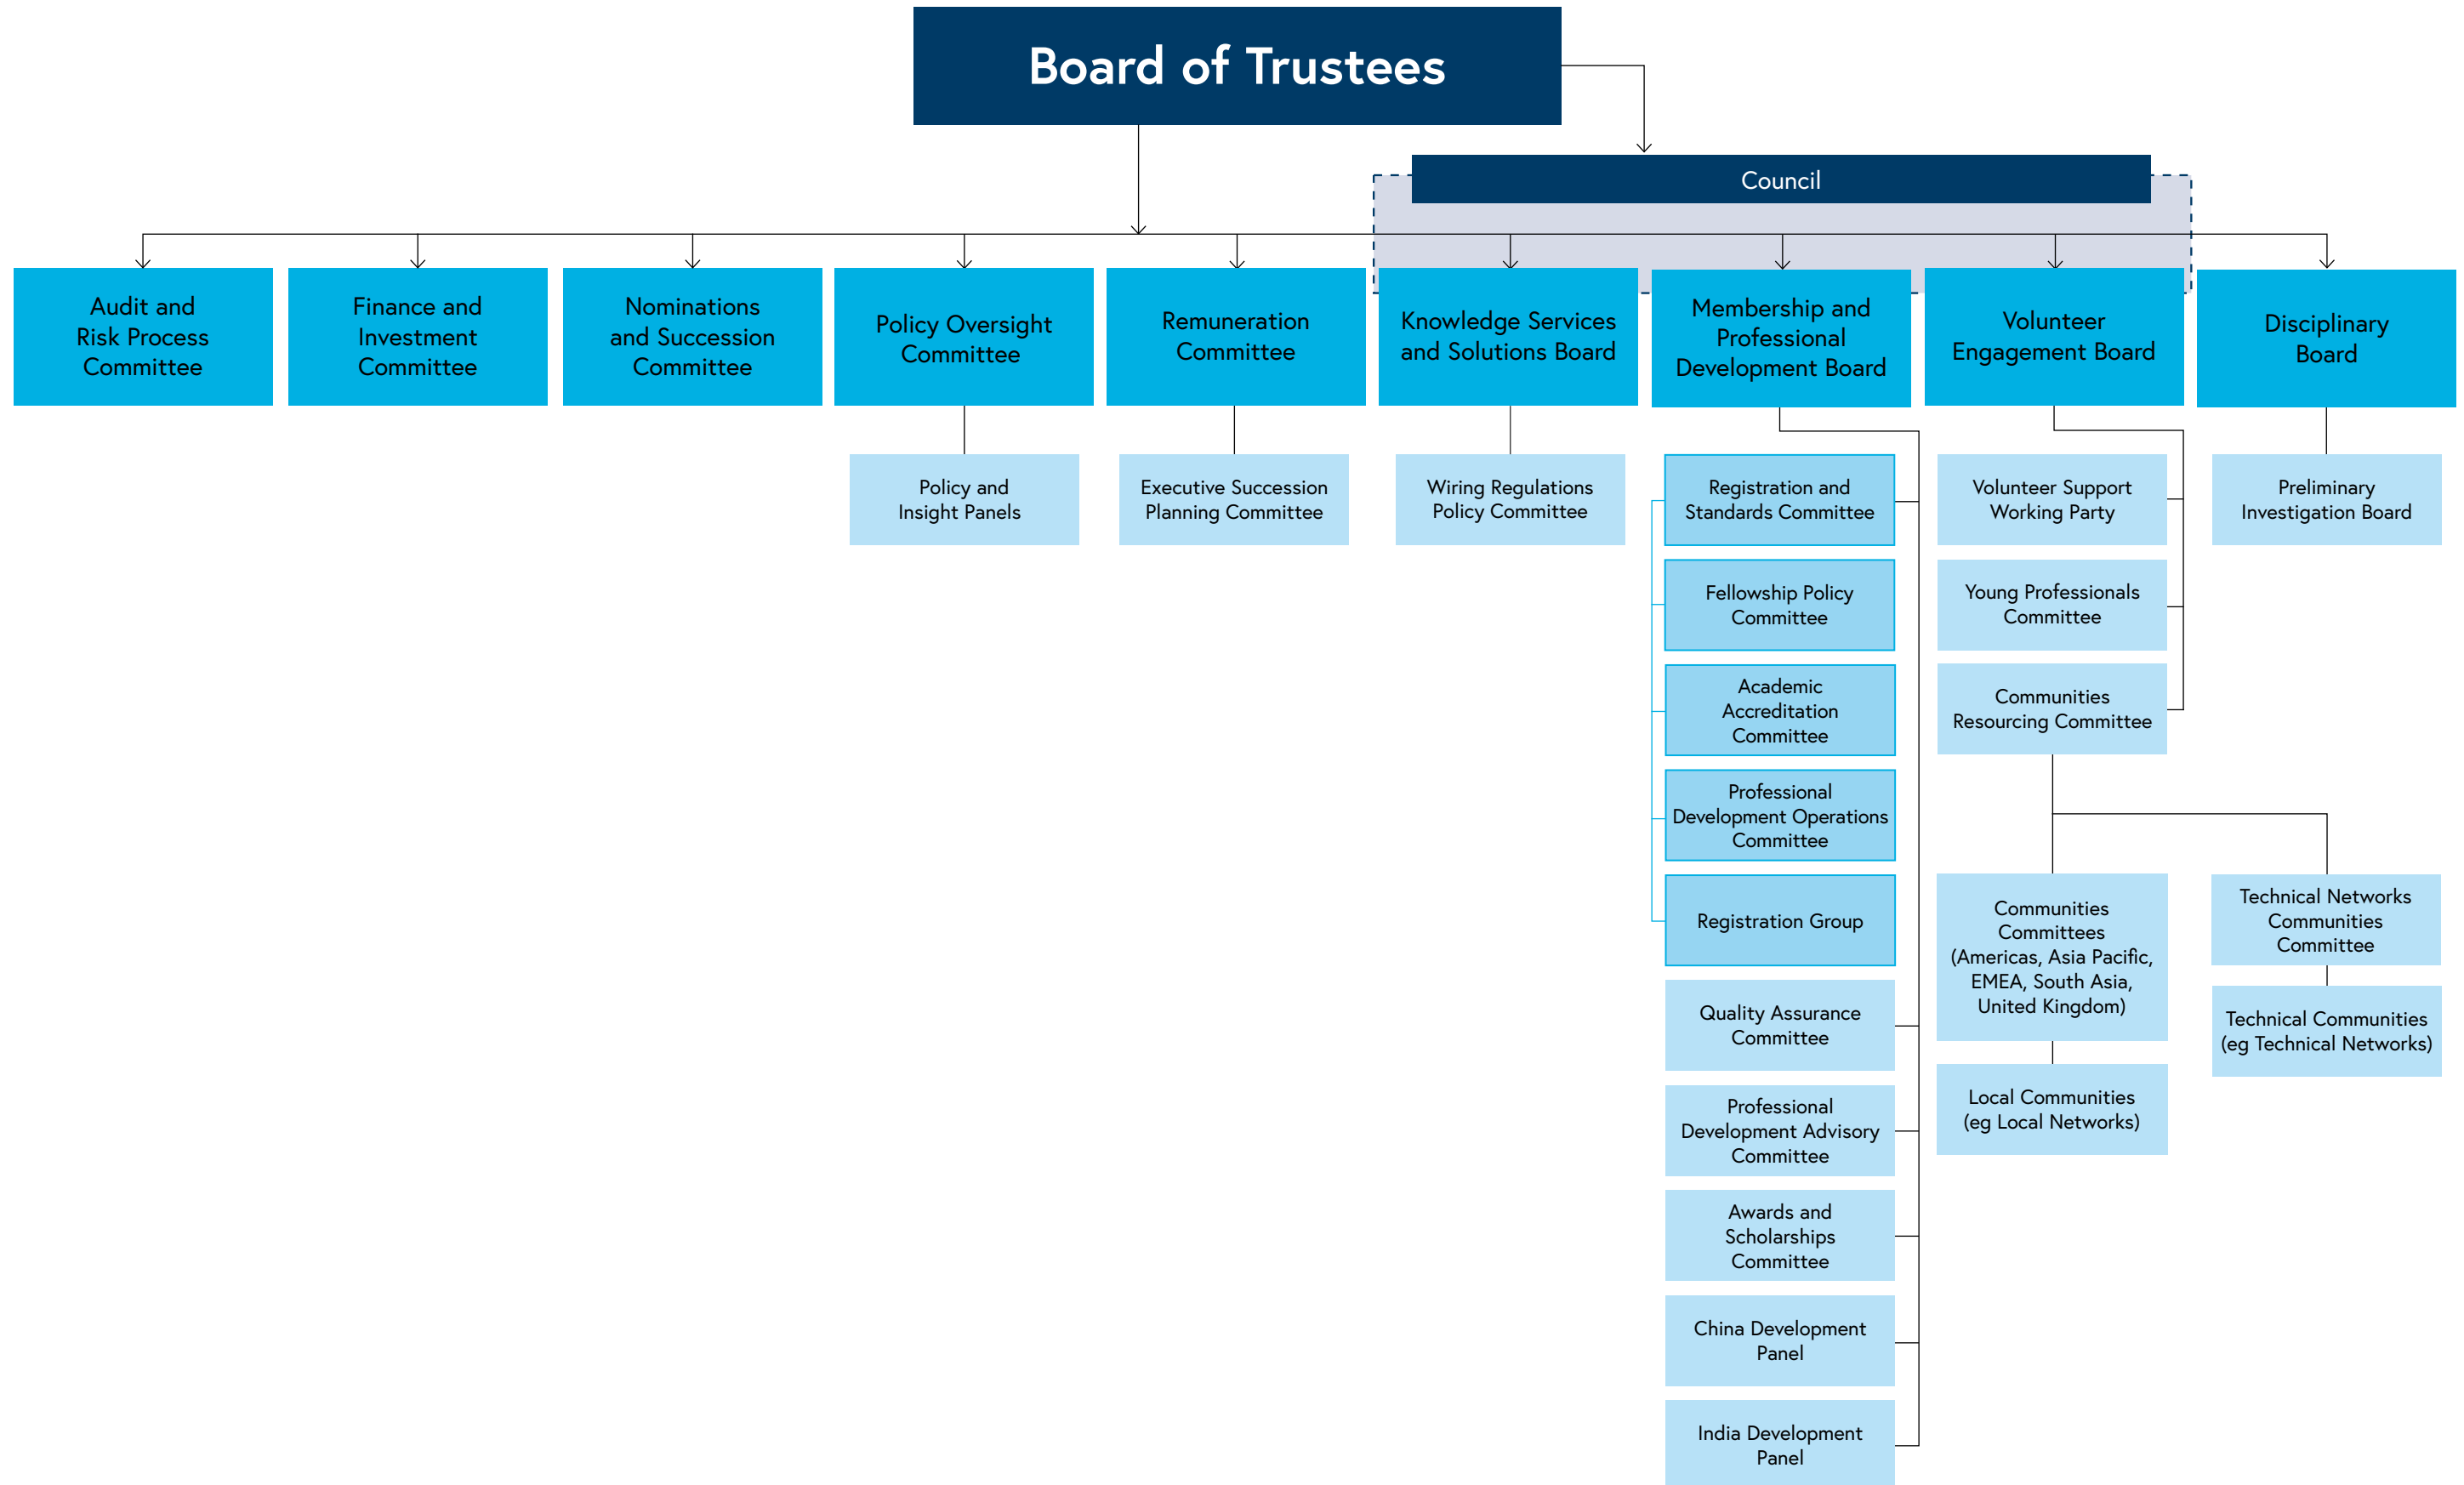 Board of Trustees
Council
Audit and
Risk Process
Committee
Finance and
Investment
Committee
Nominations
and Succession
Committee
Policy Oversight
Committee
Remuneration
Committee
Knowledge Services
and Solutions Board
Membership and
Professional
Development Board
Volunteer
Engagement Board
Disciplinary
Board
Policy and
Insight Panels
Executive Succession
Planning Committee
Wiring Regulations
Policy Committee
Registration and
Standards Committee
Fellowship Policy
Committee
Academic
Accreditation
Committee
Professional
Development Operations
Committee
Registration Group
Quality Assurance
Committee
Professional
Development Advisory
Committee
Awards and
Scholarships
Committee
China Development
Panel
India Development
Panel
Volunteer Support
Working Party
Young Professionals
Committee
Communities
Resourcing Committee
Communities
Committees
(Americas, Asia Pacific,
EMEA, South Asia,
United Kingdom)
Local Communities
(eg Local Networks)
Preliminary
Investigation Board
Technical Networks
Communities
Committee
Technical Communities
(eg Technical Networks)